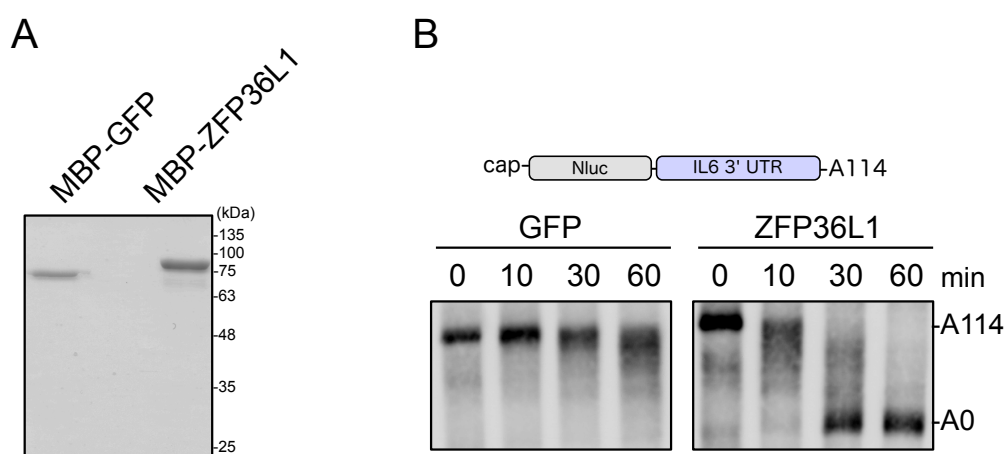 A
MBP-GFP
MBP-ZFP36L1
(kDa)
-135
-100
-75
-63
-48
-35
-25
B
cap-
Nluc
IL6 3' UTR
-A114
GFP
0 10 30 60
ZFP36L1
0 10 30 60 min
-A114
-A0